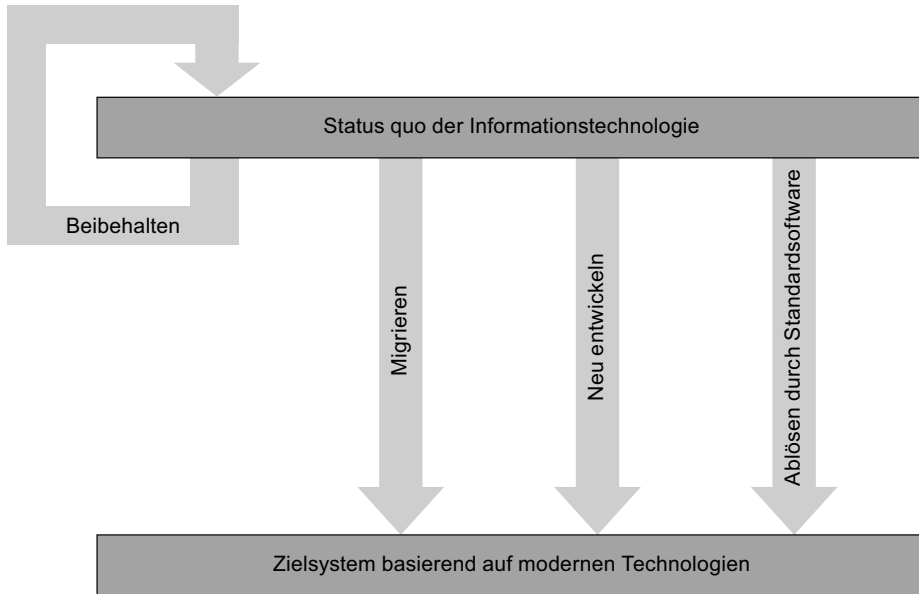 Status quo der Informationstechnologie
Beibehalten
Migrieren
Neu entwickeln
Ablösen durch Standardsoftware
Zielsystem basierend auf modernen Technologien